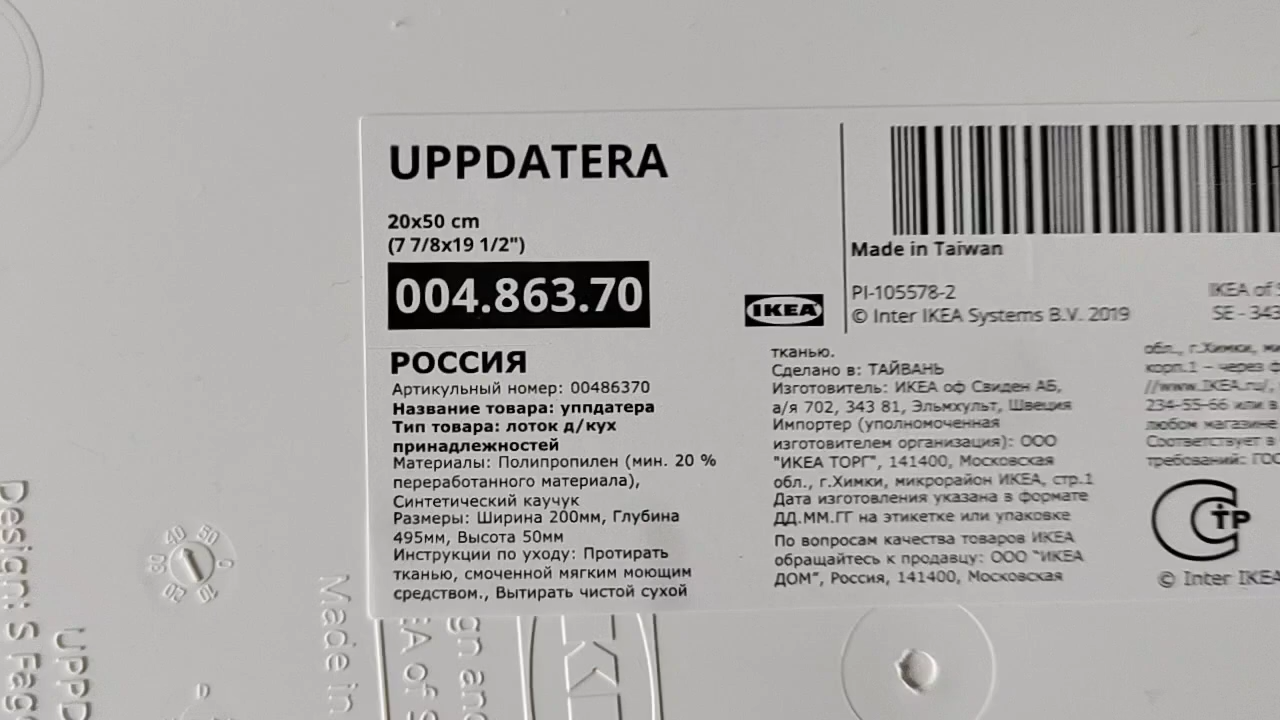 UPPDATERA
20x50 cm
(7 7/8x19 1/2")
004.863.70
IKEA
Made in Taiwan
PI-105578-2
© Inter IKEA Systems B.V. 2019
IKEA of
SE - 343
РОССИЯ
Артикульный номер: 00486370
Название товара: уппдатера
Тип товара: лоток д/кух
принадлежностей
Материалы: Полипропилен (мин. 20 %
переработанного материала),
Синтетический каучук
Размеры: Ширина 200мм, Глубина
495мм, Высота 50мм
Инструкции по уходу: Протирать
тканью, смоченной мягким моющим
средством., Вытирать чистой сухой
тканью.
Сделано в: ТАЙВАНЬ
Изготовитель: ИКЕА оф Свиден АБ,
а/я 702, 343 81, Эльмхульт, Швеция
Импортер (уполномоченная
изготовителем организация): ООО
"ИКЕА ТОРГ", 141400, Московская
обл., г.Химки, микрорайон ИКЕА, стр.1
Дата изготовления указана в формате
ДД.ММ.ГГ на этикетке или упаковке
По вопросам качества товаров ИКЕА
обращайтесь к продавцу: ООО "ИКЕА
ДОМ", Россия, 141400, Московская
обл., г.Химки,
корп.1 – через
//www.IKEA.ru/,
234-55-66 или в
любом магазине
Соответствует в
требований: ГОС
СТР
© Inter IKEA
Design: S Fag
UPPD
Made in
50
0
10
20
30
40